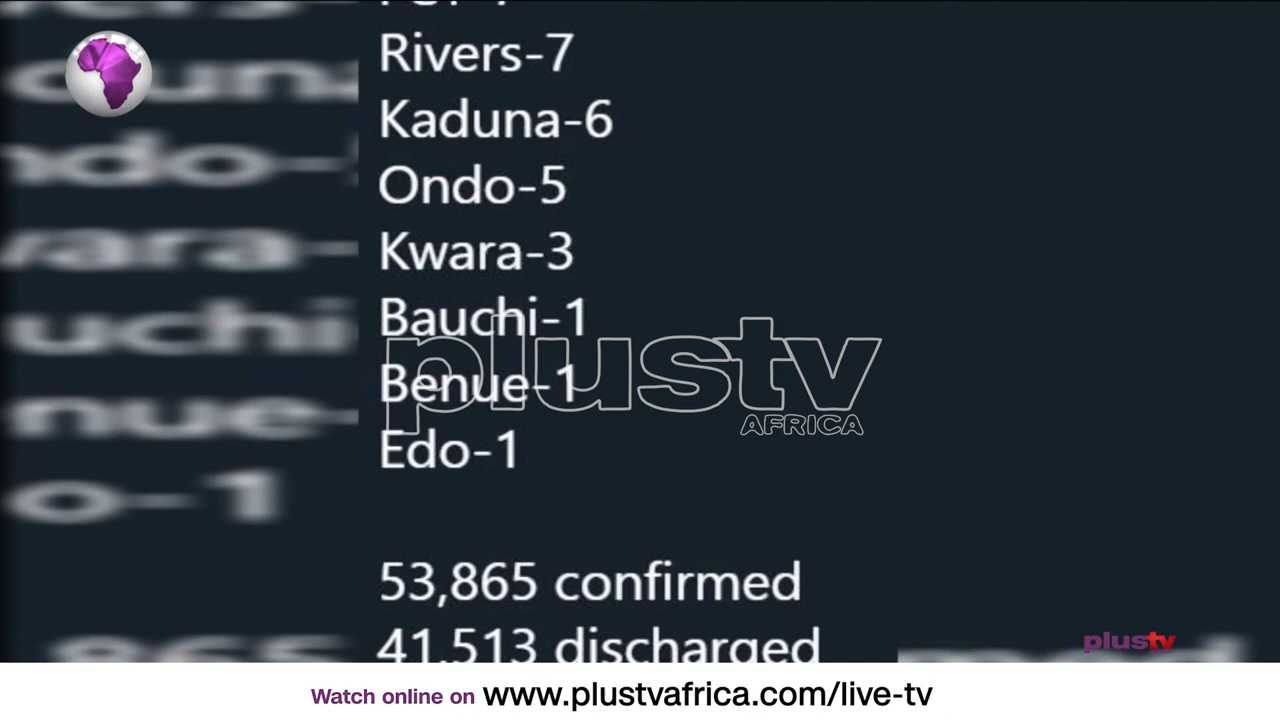 Rivers-7
Kaduna-6
Ondo-5
Kwara-3
Bauchi-1
Benue-1
Edo-1
plustv
AFRICA
53,865 confirmed
41,513 discharged
plustv
Watch online on www.plustvafrica.com/live-tv